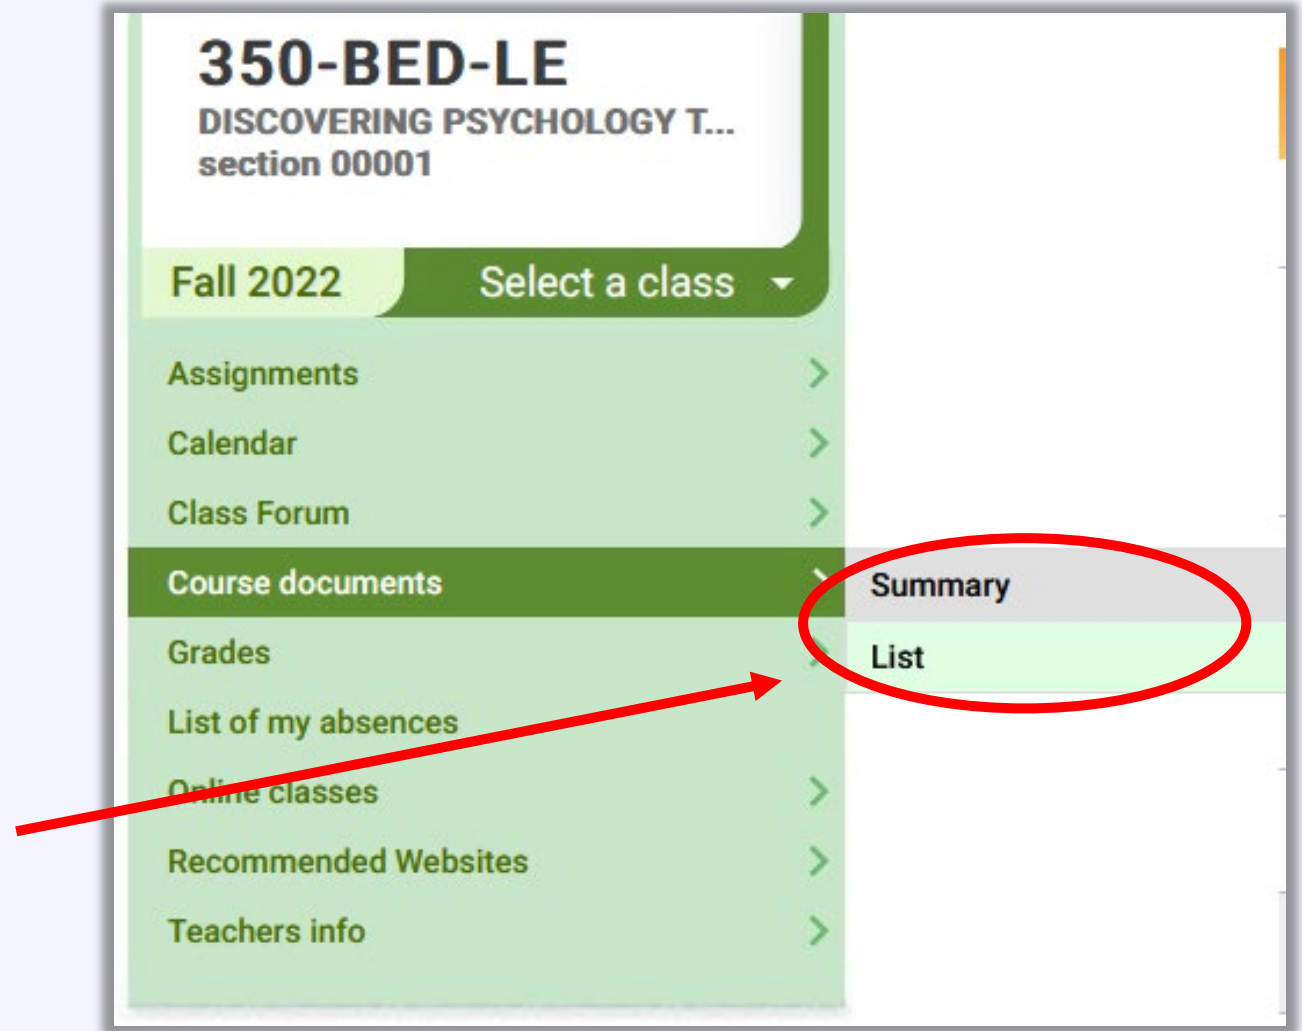 350-BED-LE
DISCOVERING PSYCHOLOGY T...
section 00001
Fall 2022 Select a class
Assignments
Calendar
Class Forum
Course documents
Summary
Grades
List
List of my absences
Online classes
Recommended Websites
Teachers info